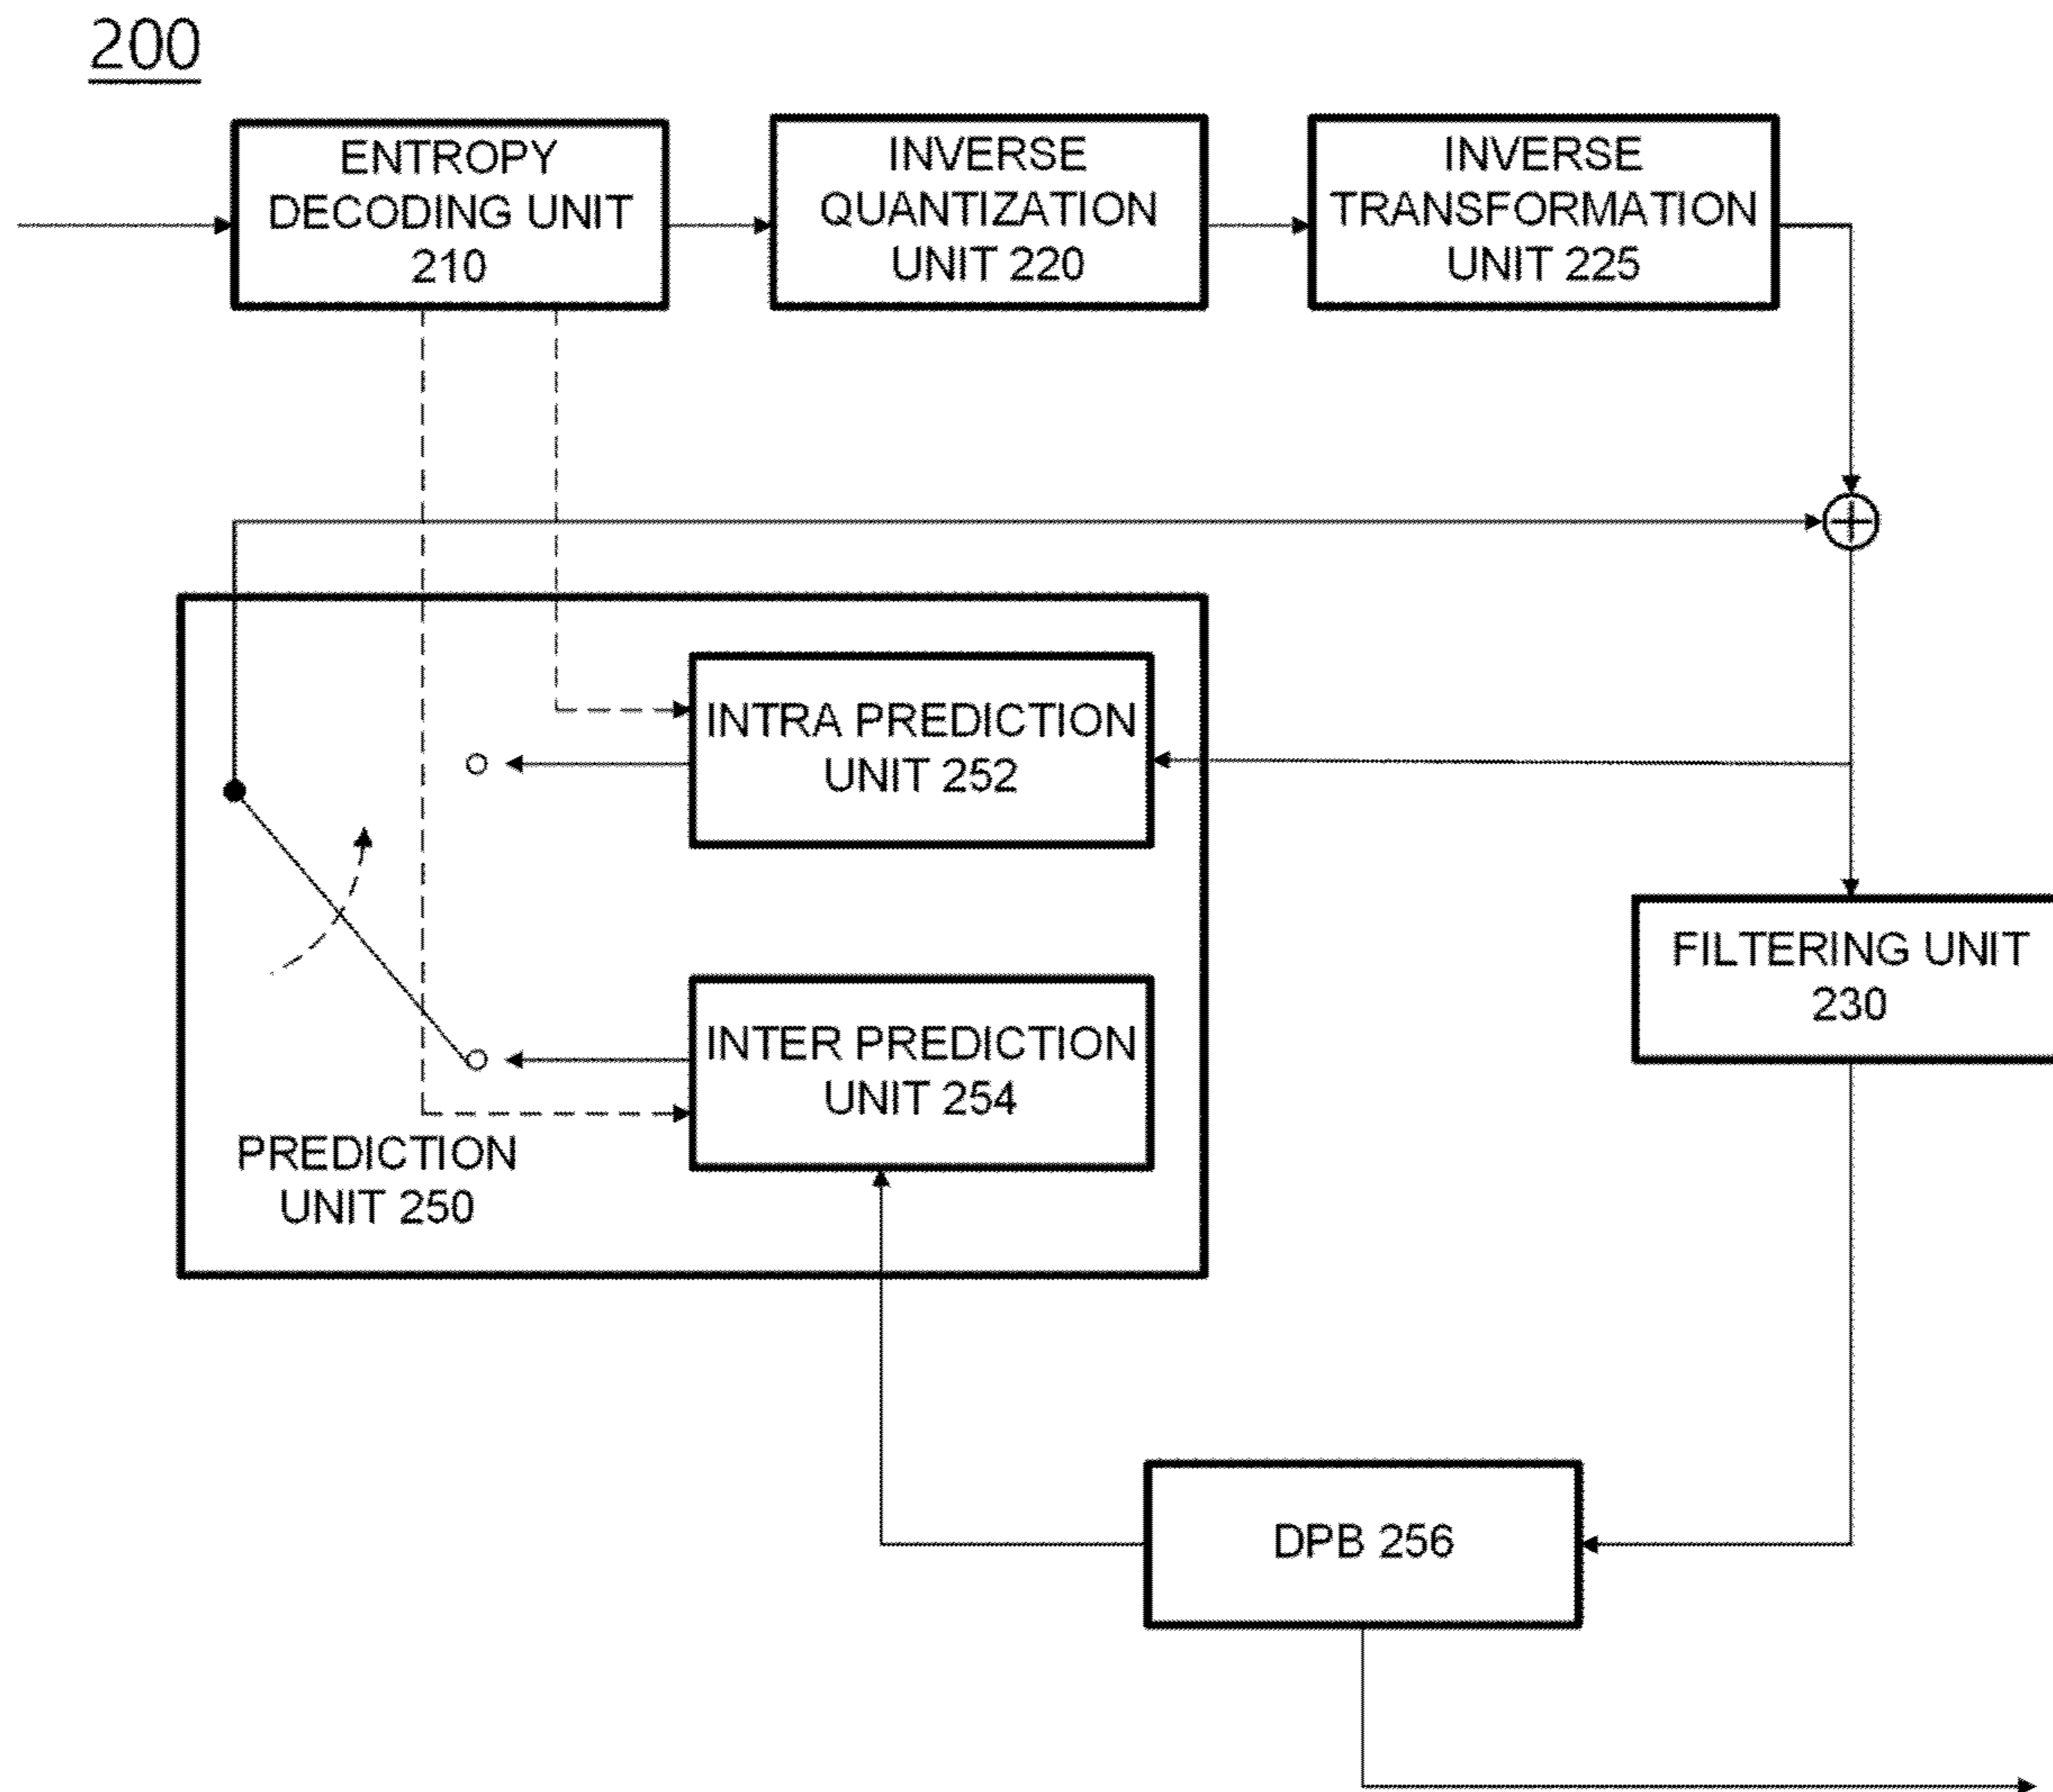 200
ENTROPY
DECODING UNIT
210
INVERSE
QUANTIZATION
UNIT 220
INVERSE
TRANSFORMATION
UNIT 225
INTRA PREDICTION
UNIT 252
FILTERING UNIT
230
INTER PREDICTION
UNIT 254
PREDICTION
UNIT 250
DPB 256